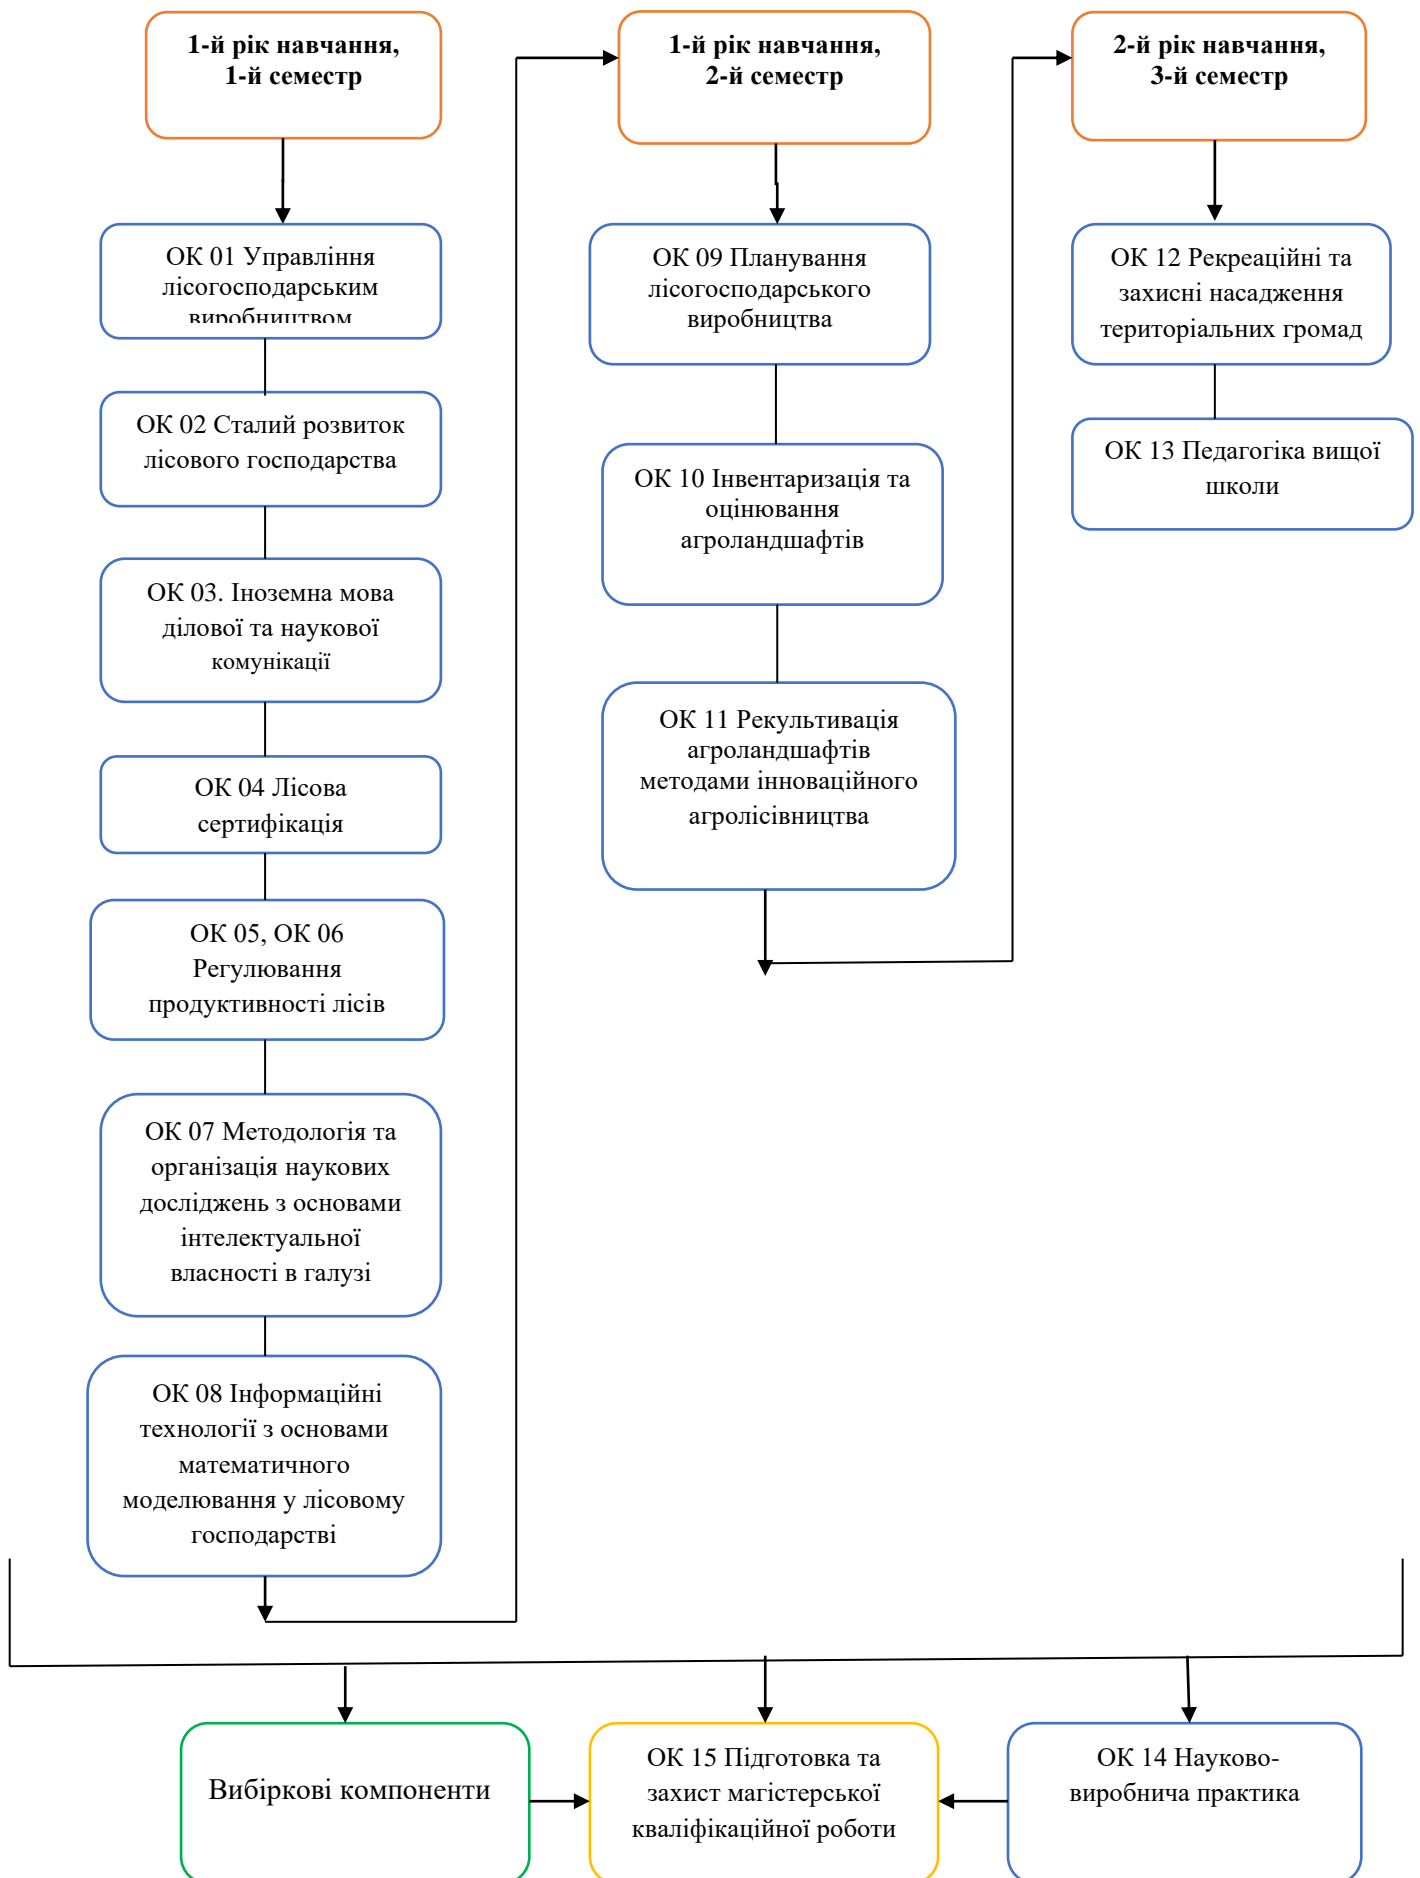 1-й рік навчання,
1-й семестр
ОК 01 Управління
лісогосподарським
виробництвом
ОК 02 Сталий розвиток
лісового господарства
ОК 03. Іноземна мова
ділової та наукової
комунікації
ОК 04 Лісова
сертифікація
ОК 05, ОК 06
Регулювання
продуктивності лісів
ОК 07 Методологія та
організація наукових
досліджень з основами
інтелектуальної
власності в галузі
ОК 08 Інформаційні
технології з основами
математичного
моделювання у лісовому
господарстві
1-й рік навчання,
2-й семестр
ОК 09 Планування
лісогосподарського
виробництва
ОК 10 Інвентаризація та
оцінювання
агроландшафтів
ОК 11 Рекультивація
агроландшафтів
методами інноваційного
агролісівництва
2-й рік навчання,
3-й семестр
ОК 12 Рекреаційні та
захисні насадження
територіальних громад
ОК 13 Педагогіка вищої
школи
Вибіркові компоненти
ОК 15 Підготовка та
захист магістерської
кваліфікаційної роботи
ОК 14 Науково-
виробнича практика